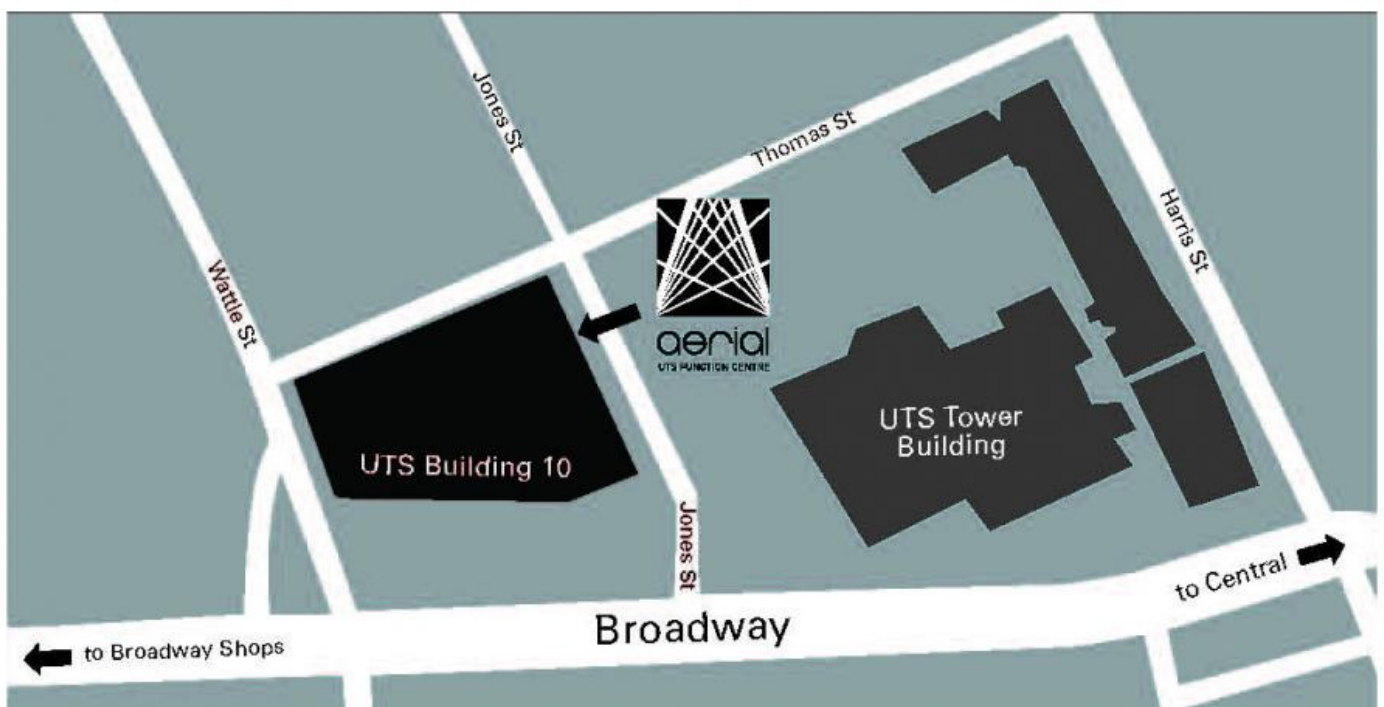 Jones St
Thomas St
Harris St
Wattle St
aerial
UTS FUNCTION CENTRE
UTS Tower
Building
UTS Building 10
Jones St
to Central
Broadway
to Broadway Shops